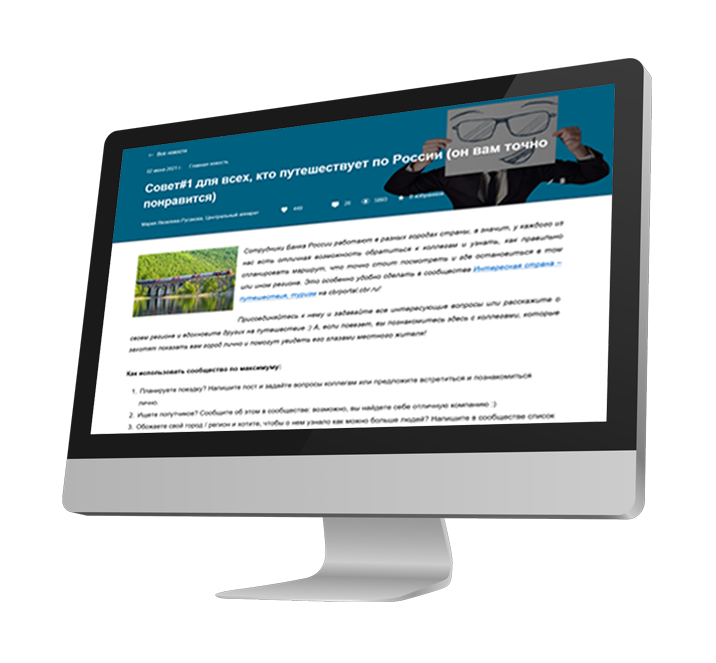 ← Все новости
02 июня 2021 г. Главная новость
Совет#1 для всех, кто путешествует по России (он вам точно
понравится)
Мария Яковлева-Русакова, Центральный аппарат 449 26 5893 В избранное
Сотрудники Банка России работают в разных городах страны, а значит, у каждого из
нас есть отличная возможность обратиться к коллегам и узнать, как правильно
спланировать маршрут, что точно стоит посмотреть и где остановиться в том
или ином регионе. Это особенно удобно сделать в сообществе Интересная страна –
путешествия, туризм на cbrportal.cbr.ru!
Присоединяйтесь к нему и задавайте все интересующие вопросы или расскажите о
своем регионе и вдохновите других на путешествие :) А, если повезет, вы познакомитесь здесь с коллегами, которые
захотят показать вам город лично и помогут увидеть его глазами местного жителя!
Как использовать сообщество по максимуму:
1. Планируете поездку? Напишите пост и задайте вопросы коллегам или предложите встретиться и познакомиться
лично.
2. Ищете попутчиков? Сообщите об этом в сообществе: возможно, вы найдете себе отличную компанию :)
3. Обожаете свой город / регион и хотите, чтобы о нем узнало как можно больше людей? Напишите в сообществе список